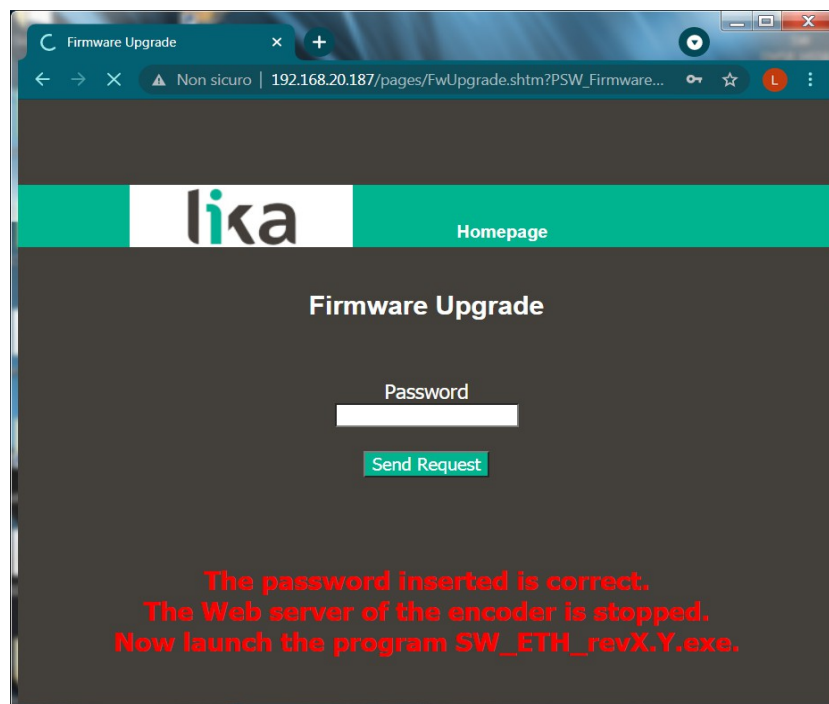 Firmware Upgrade
Non sicuro | 192.168.20.187/pages/FwUpgrade.shtm?PSW_Firmware...
L
lika
Homepage
Firmware Upgrade
Password
Send Request
The password inserted is correct.
The Web server of the encoder is stopped.
Now launch the program SW_ETH_revX.Y.exe.